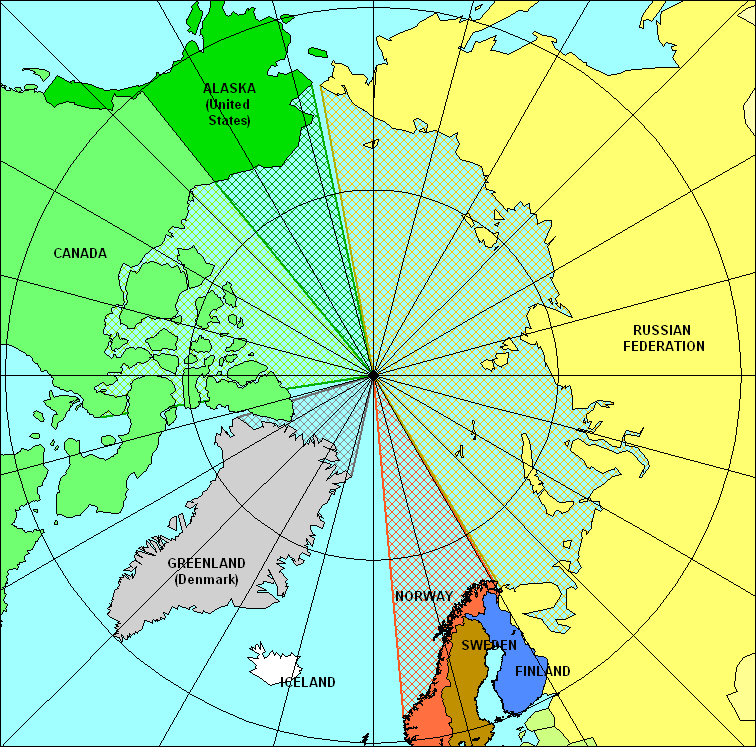 ALASKA
(United
States)
CANADA
RUSSIAN
FEDERATION
GREENLAND
(Denmark)
NORWAY
SWEDEN
FINLAND
ICELAND